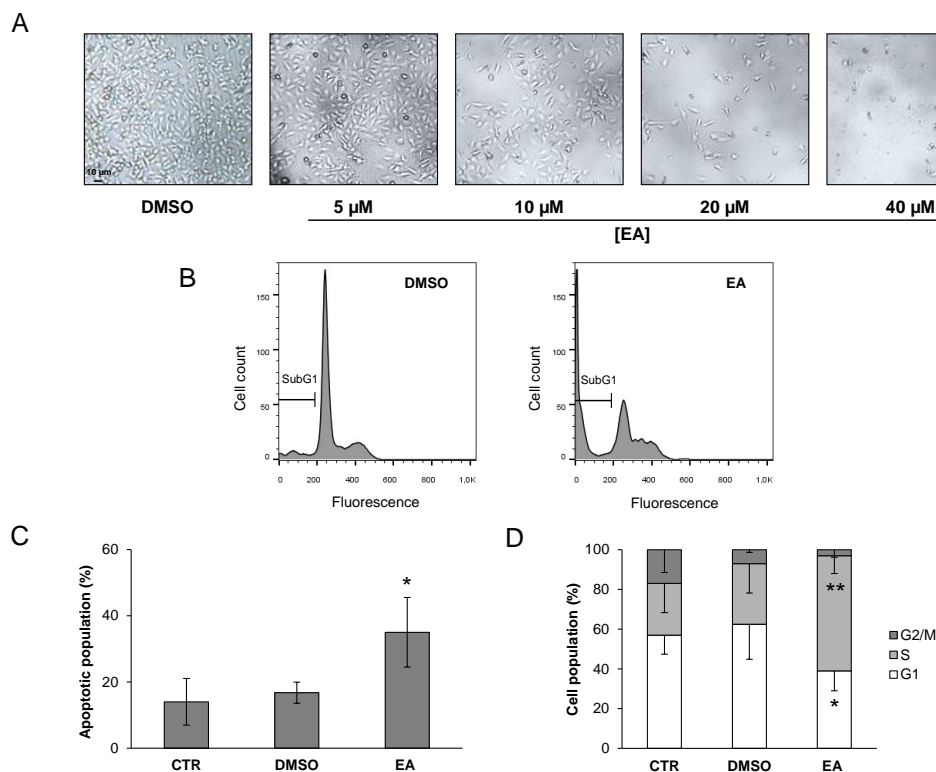 A
10 µm
DMSO
5 µM
10 µM
20 µM
40 µM
[EA]
B
DMSO
150
100
50
0
SubG1
Cell count
0
200
400
600
800
1,0K
Fluorescence
EA
150
100
50
0
SubG1
Cell count
0
200
400
600
800
1,0K
Fluorescence
C
Apoptotic population (%)
60
40
20
0
*
CTR
DMSO
EA
D
Cell population (%)
100
80
60
40
20
0
**
*
CTR
DMSO
EA
G2/M
S
G1